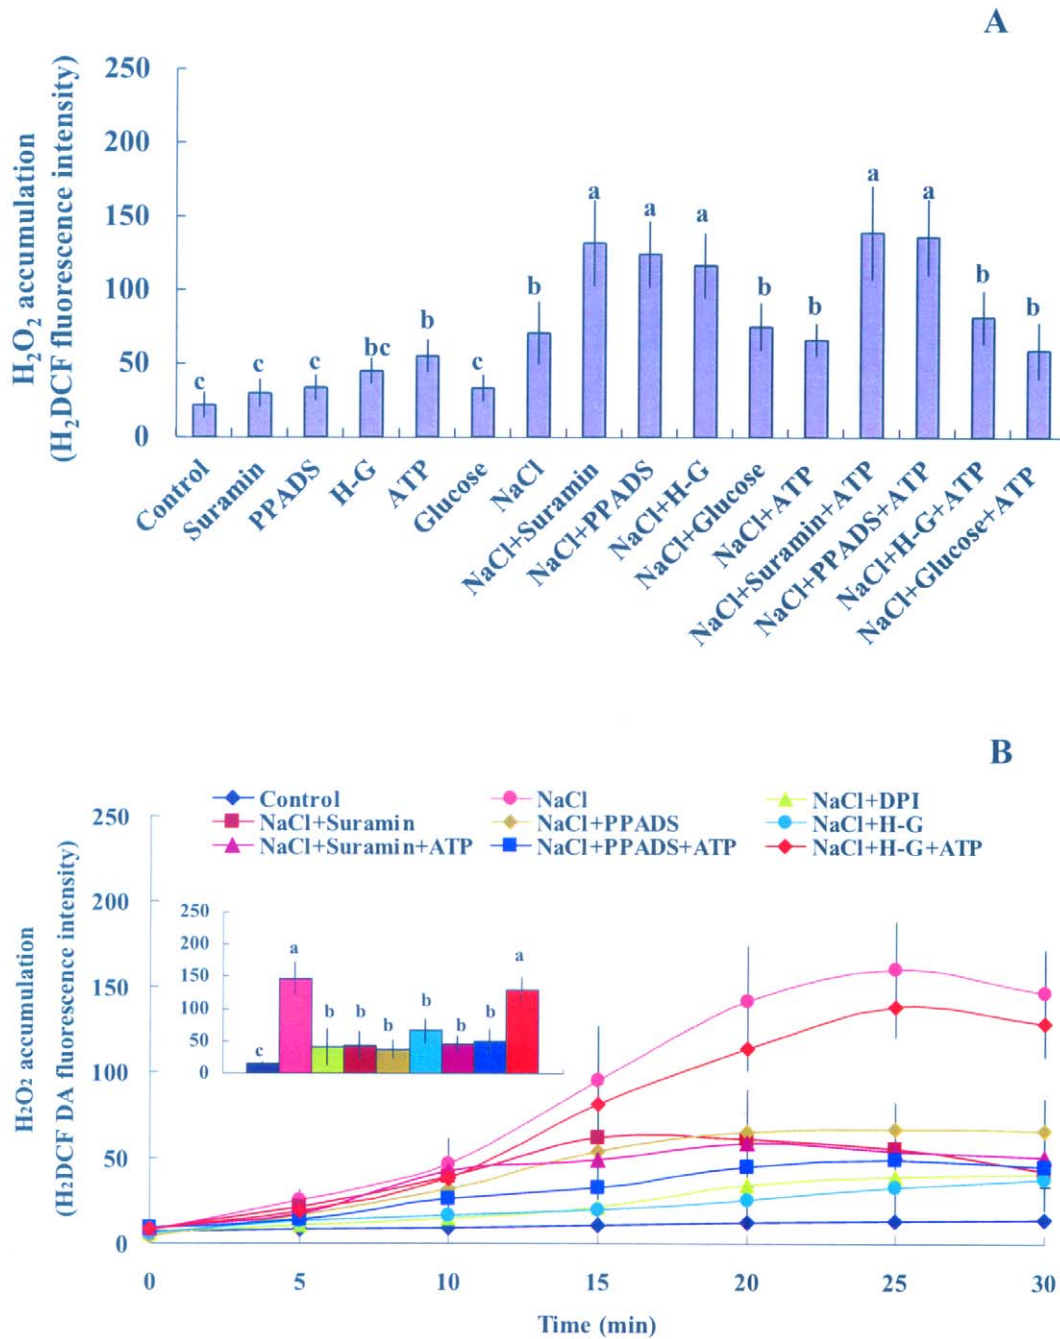 A
H₂O₂ accumulation
(H₂DCF fluorescence intensity)
250
200
150
100
50
0
c
c
c
bc
b
c
b
a
a
a
b
b
a
a
b
b
Control
Suramin
PPADS
H-G
ATP
Glucose
NaCl
NaCl+Suramin
NaCl+PPADS
NaCl+H-G
NaCl+Glucose
NaCl+ATP
NaCl+Suramin+ATP
NaCl+PPADS+ATP
NaCl+H-G+ATP
NaCl+Glucose+ATP
B
Control
NaCl
NaCl+DPI
NaCl+Suramin
NaCl+PPADS
NaCl+H-G
NaCl+Suramin+ATP
NaCl+PPADS+ATP
NaCl+H-G+ATP
H2O2 accumulation
(H2DCF DA fluorescence intensity)
250
200
150
100
50
0
250
200
150
100
50
0
c
a
b
b
b
b
b
b
a
0
5
10
15
20
25
30
Time (min)